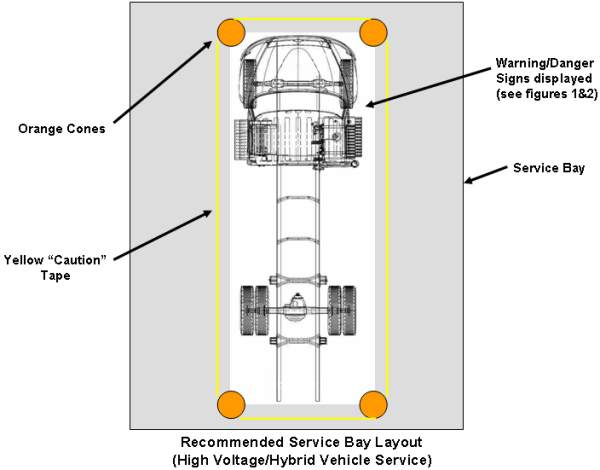 Orange Cones
Warning/Danger
Signs displayed
(see figures 1&2)
Service Bay
Yellow “Caution”
Tape
Recommended Service Bay Layout
(High Voltage/Hybrid Vehicle Service)